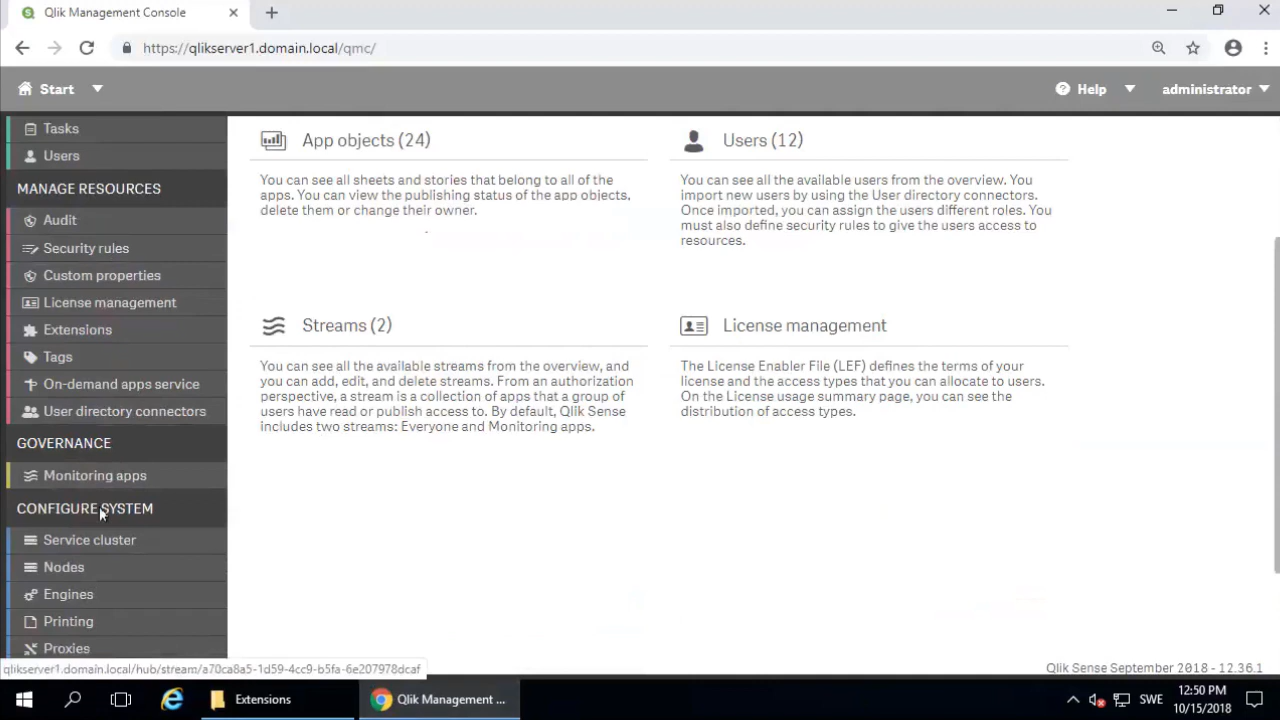 Qlik Management Console
https://qlikserver1.domain.local/qmc/
Start
Help
administrator
Tasks
Users
MANAGE RESOURCES
Audit
Security rules
Custom properties
License management
Extensions
Tags
On-demand apps service
User directory connectors
GOVERNANCE
Monitoring apps
CONFIGURE SYSTEM
Service cluster
Nodes
Engines
Printing
Proxies
App objects (24)
You can see all sheets and stories that belong to all of the
apps. You can view the publishing status of the app objects,
delete them or change their owner.
Users (12)
You can see all the available users from the overview. You
import new users by using the User directory connectors.
Once imported, you can assign the users different roles. You
must also define security rules to give the users access to
resources.
Streams (2)
You can see all the available streams from the overview, and
you can add, edit, and delete streams. From an authorization
perspective, a stream is a collection of apps that a group of
users have read or publish access to. By default, Qlik Sense
includes two streams: Everyone and Monitoring apps.
License management
The License Enabler File (LEF) defines the terms of your
license and the access types that you can allocate to users.
On the License usage summary page, you can see the
distribution of access types.
qlikserver1.domain.local/hub/stream/a70ca8a5-1d59-4cc9-b5fa-6e207978dcaf
Qlik Sense September 2018 - 12.36.1
Extensions
Qlik Management ...
SWE
12:50 PM
10/15/2018